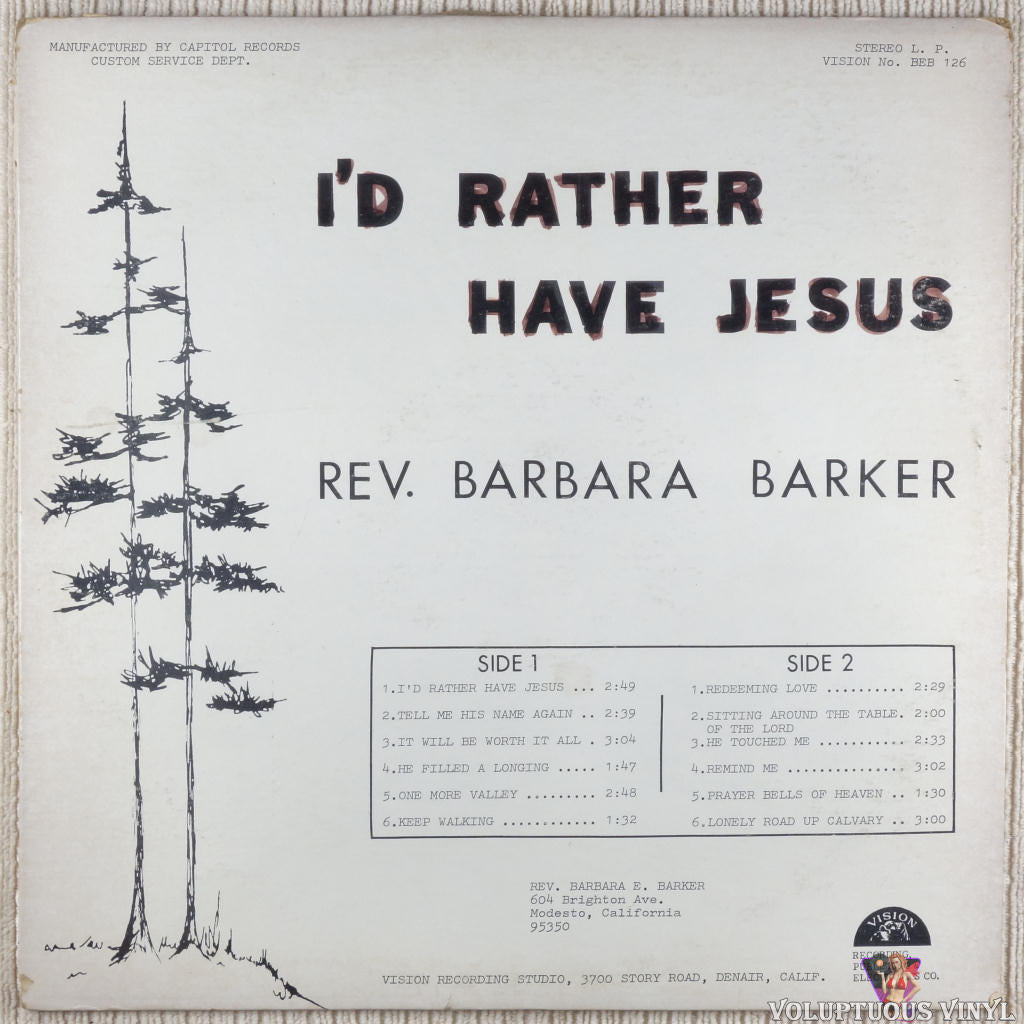 MANUFACTURED BY CAPITOL RECORDS
CUSTOM SERVICE DEPT.
STEREO L. P.
VISION No. BEB 126
I'D RATHER
HAVE JESUS
REV. BARBARA BARKER
SIDE 1
1.I'D RATHER HAVE JESUS ... 2:49
2.TELL ME HIS NAME AGAIN .. 2:39
3.IT WILL BE WORTH IT ALL . 3:04
4.HE FILLED A LONGING ..... 1:47
5.ONE MORE VALLEY ......... 2:48
6.KEEP WALKING ............ 1:32
SIDE 2
1.REDEEMING LOVE .......... 2:29
2.SITTING AROUND THE TABLE. 2:00
OF THE LORD
3.HE TOUCHED ME ........... 2:33
4.REMIND ME ............... 3:02
5.PRAYER BELLS OF HEAVEN .. 1:30
6.LONELY ROAD UP CALVARY .. 3:00
REV. BARBARA E. BARKER
604 Brighton Ave.
Modesto, California
95350
VISION RECORDING STUDIO, 3700 STORY ROAD, DENAIR, CALIF.
VISION
RECORDING
CO.
VOLUPTUOUS VINYL